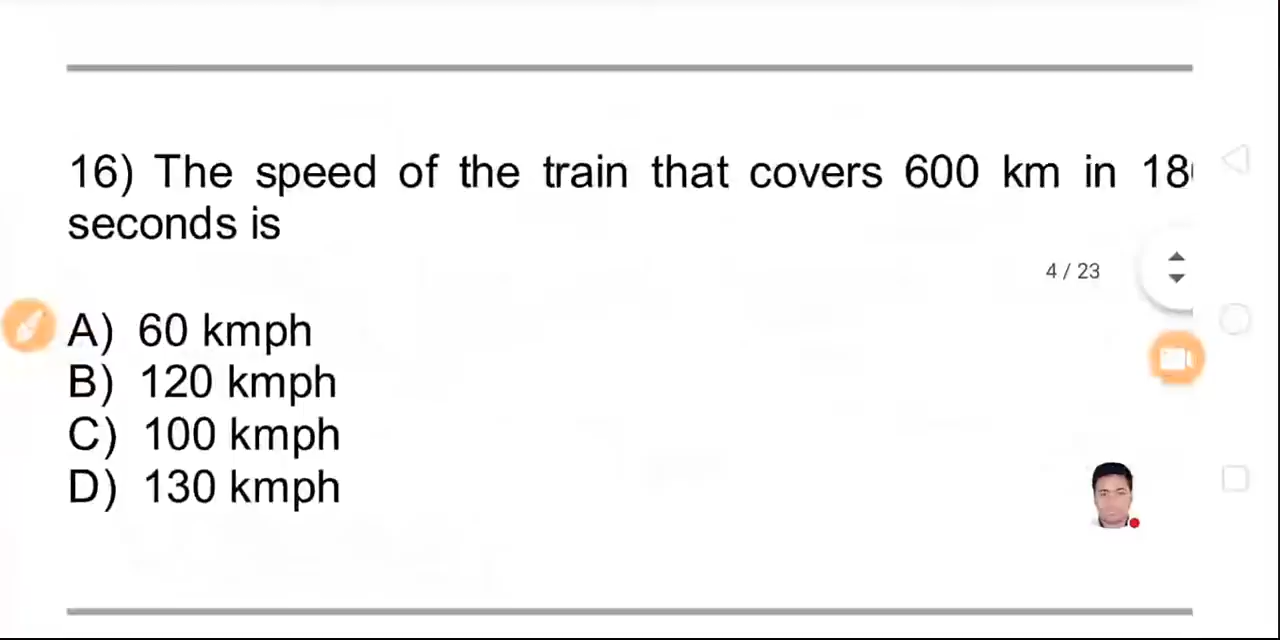 16) The speed of the train that covers 600 km in
seconds is
4 / 23
A) 60 kmph
B) 120 kmph
C) 100 kmph
D) 130 kmph